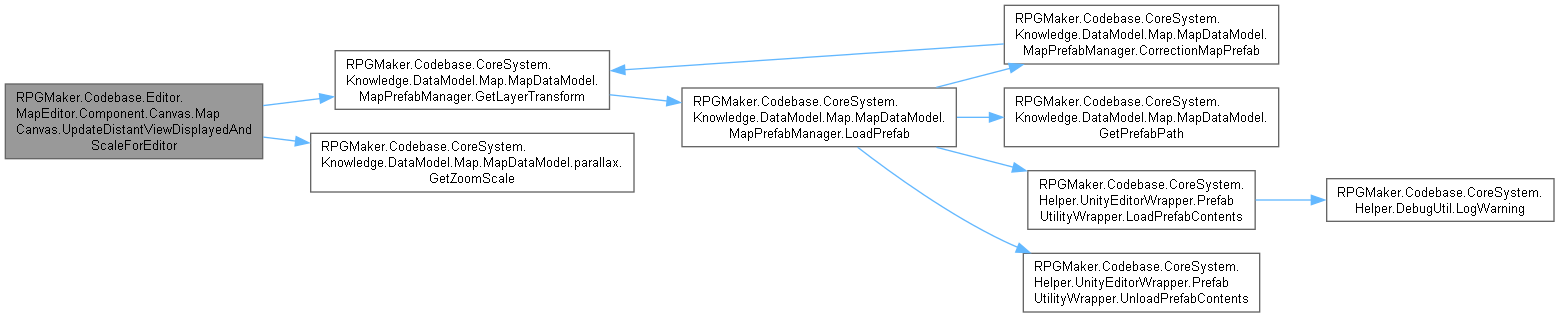 RPGMaker.Codebase.Editor.
MapEditor.Component.Canvas.Map
Canvas.UpdateDistantViewDisplayedAnd
ScaleForEditor
RPGMaker.Codebase.CoreSystem.
Knowledge.DataModel.Map.MapDataModel.
MapPrefabManager.GetLayerTransform
RPGMaker.Codebase.CoreSystem.
Knowledge.DataModel.Map.MapDataModel.parallax.
GetZoomScale
RPGMaker.Codebase.CoreSystem.
Knowledge.DataModel.Map.MapDataModel.
MapPrefabManager.LoadPrefab
RPGMaker.Codebase.CoreSystem.
Knowledge.DataModel.Map.MapDataModel.
MapPrefabManager.CorrectionMapPrefab
RPGMaker.Codebase.CoreSystem.
Knowledge.DataModel.Map.MapDataModel.
GetPrefabPath
RPGMaker.Codebase.CoreSystem.
Helper.UnityEditorWrapper.Prefab
UtilityWrapper.LoadPrefabContents
RPGMaker.Codebase.CoreSystem.
Helper.DebugUtil.LogWarning
RPGMaker.Codebase.CoreSystem.
Helper.UnityEditorWrapper.Prefab
UtilityWrapper.UnloadPrefabContents